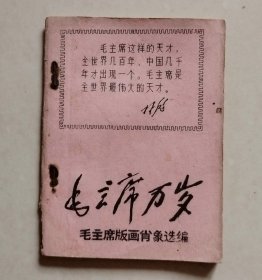 毛主席这样的天才，
全世界几百年、中国几千
年才出现一个，毛主席是
全世界最伟大的天才。
林彪
毛主席万岁
毛主席版画肖象选编